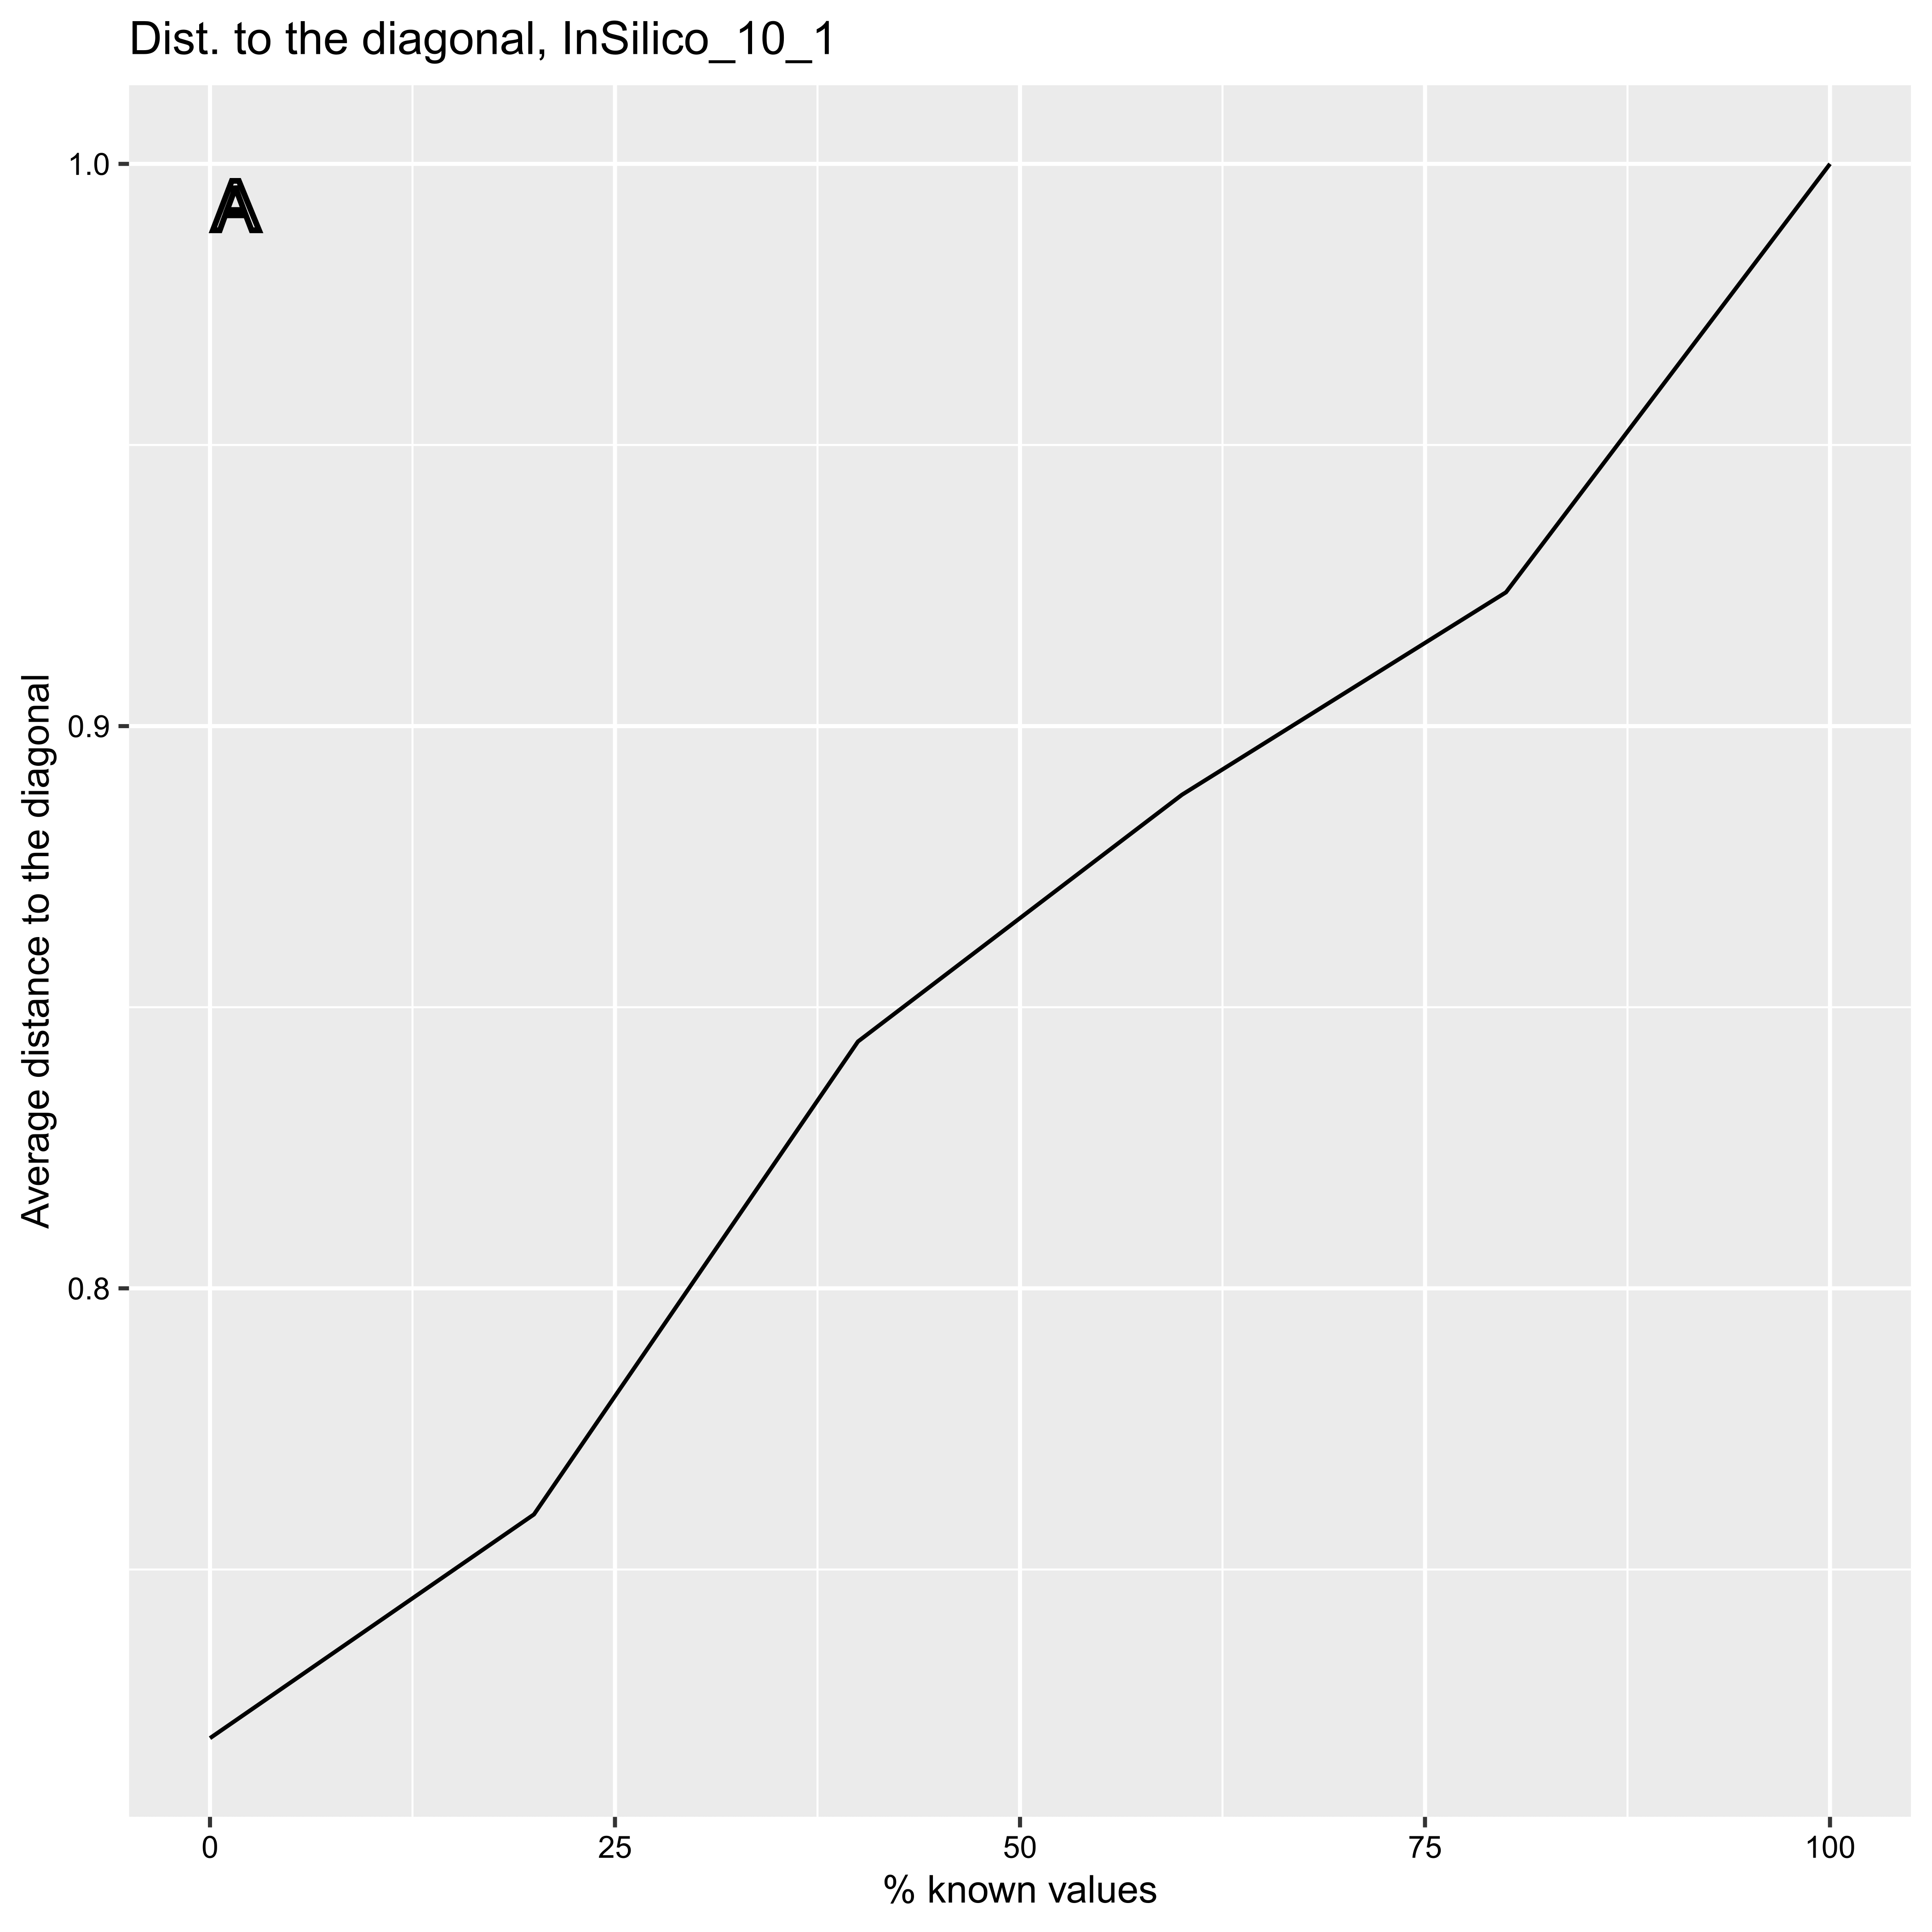 Dist. to the diagonal, InSilico_10_1
A
1.0
0.9
0.8
Average distance to the diagonal
0 25 50 75 100
% known values